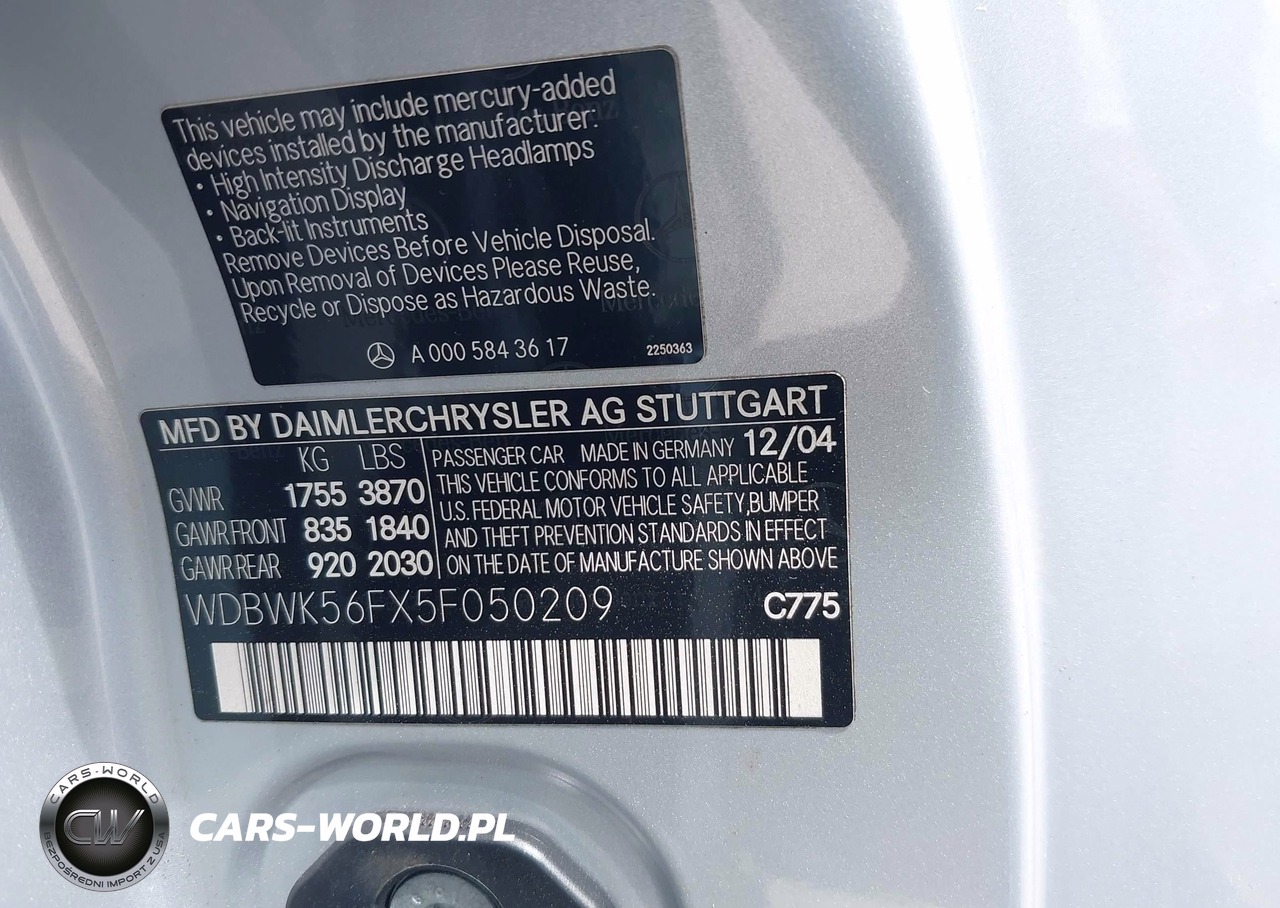 This vehicle may include mercury-added
devices installed by the manufacturer:
• High Intensity Discharge Headlamps
• Navigation Display
• Back-lit Instruments
Remove Devices Before Vehicle Disposal.
Upon Removal of Devices Please Reuse,
Recycle or Dispose as Hazardous Waste.
A 000 584 36 17 2250363
MFD BY DAIMLERCHRYSLER AG STUTTGART
KG LBS
GVWR 1755 3870
GAWR FRONT 835 1840
GAWR REAR 920 2030
PASSENGER CAR MADE IN GERMANY 12/04
THIS VEHICLE CONFORMS TO ALL APPLICABLE
U.S. FEDERAL MOTOR VEHICLE SAFETY, BUMPER
AND THEFT PREVENTION STANDARDS IN EFFECT
ON THE DATE OF MANUFACTURE SHOWN ABOVE
WDBWK56FX5F050209 C775
CARS-WORLD
CW
BEZPOŚREDNI IMPORT Z USA
CARS-WORLD.PL